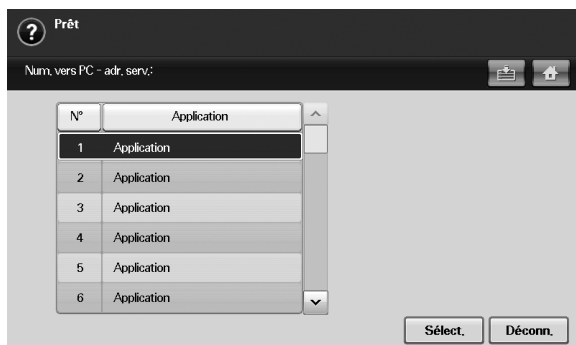 Prêt
Num. vers PC - adr. serv.:
N° Application
1 Application
2 Application
3 Application
4 Application
5 Application
6 Application
Sélect. Déconn.